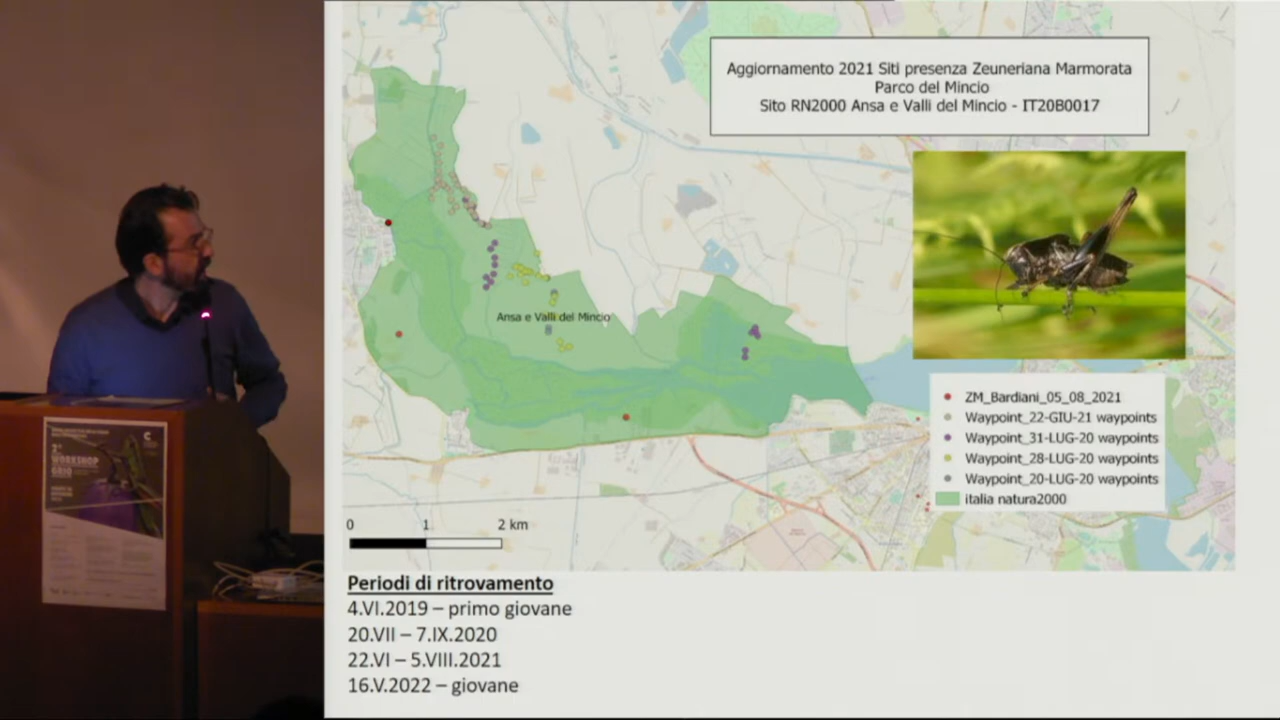 Aggiornamento 2021 Siti presenza Zeuneriana Marmorata
Parco del Mincio
Sito RN2000 Ansa e Valli del Mincio - IT20B0017
Ansa e Valli del Mincio
ZM_Bardiani_05_08_2021
Waypoint_22-GIU-21 waypoints
Waypoint_31-LUG-20 waypoints
Waypoint_28-LUG-20 waypoints
Waypoint_20-LUG-20 waypoints
italia natura2000
0 1 2 km
Periodi di ritrovamento
4.VI.2019 – primo giovane
20.VII – 7.IX.2020
22.VI – 5.VIII.2021
16.V.2022 – giovane
WORKSHOP
GRIO